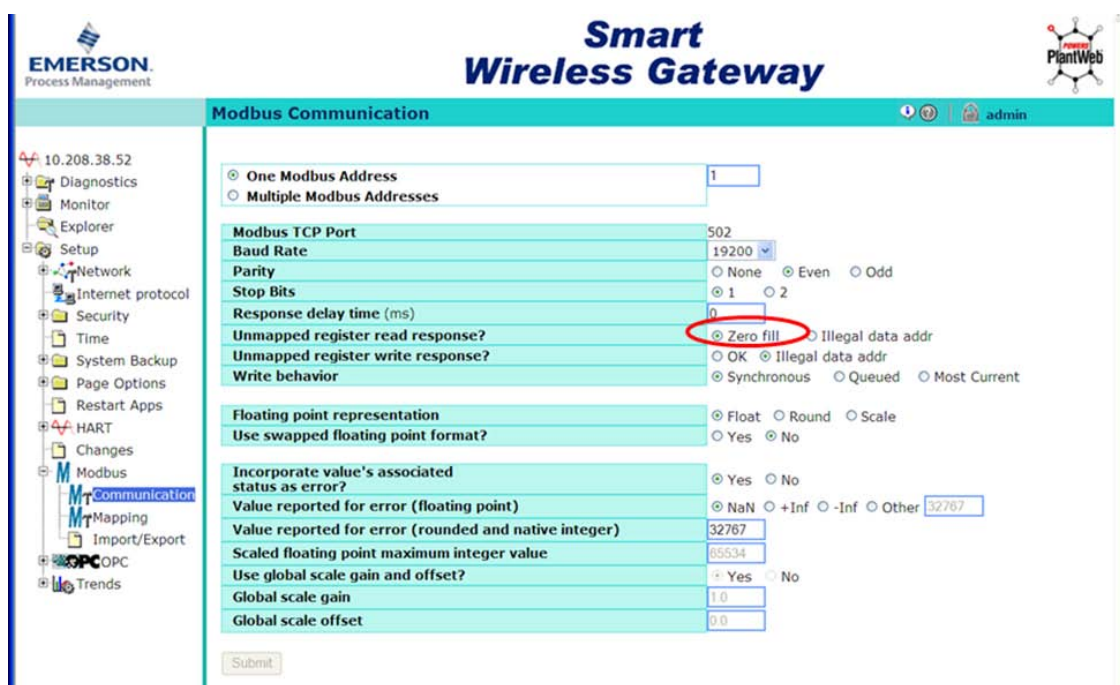 EMERSON.
Process Management
Smart
Wireless Gateway
POWERS
PlantWeb
Modbus Communication
admin
10.208.38.52
Diagnostics
Monitor
Explorer
Setup
Network
Internet protocol
Security
Time
System Backup
Page Options
Restart Apps
HART
Changes
Modbus
Communication
Mapping
Import/Export
OPC OPC
Trends
One Modbus Address 1
Multiple Modbus Addresses
Modbus TCP Port 502
Baud Rate 19200
Parity None Even Odd
Stop Bits 1 2
Response delay time (ms) 0
Unmapped register read response? Zero fill Illegal data addr
Unmapped register write response? OK Illegal data addr
Write behavior Synchronous Queued Most Current
Floating point representation Float Round Scale
Use swapped floating point format? Yes No
Incorporate value's associated
status as error? Yes No
Value reported for error (floating point) NaN +Inf -Inf Other 32767
Value reported for error (rounded and native integer) 32767
Scaled floating point maximum integer value 65534
Use global scale gain and offset? Yes No
Global scale gain 1.0
Global scale offset 0.0
Submit